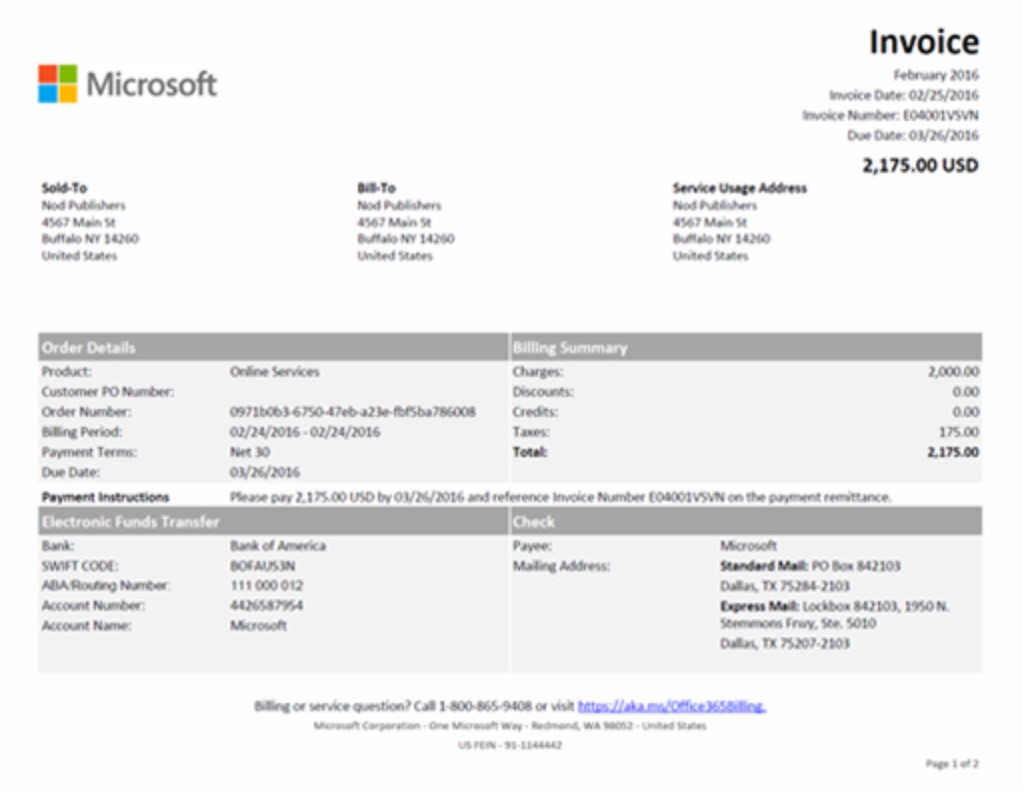 Invoice
Microsoft
February 2016
Invoice Date: 02/25/2016
Invoice Number: E04001VSVN
Due Date: 03/26/2016
2,175.00 USD
Sold-To
Nod Publishers
4567 Main St
Buffalo NY 14260
United States
Bill-To
Nod Publishers
4567 Main St
Buffalo NY 14260
United States
Service Usage Address
Nod Publishers
4567 Main St
Buffalo NY 14260
United States
Order Details
Product: Online Services
Customer PO Number:
Order Number: 0971b0b3-6750-47eb-a23e-fbf5ba786008
Billing Period: 02/24/2016 - 02/24/2016
Payment Terms: Net 30
Due Date: 03/26/2016
Billing Summary
Charges: 2,000.00
Discounts: 0.00
Credits: 0.00
Taxes: 175.00
Total: 2,175.00
Payment Instructions Please pay 2,175.00 USD by 03/26/2016 and reference Invoice Number E04001VSVN on the payment remittance.
Electronic Funds Transfer
Bank: Bank of America
SWIFT CODE: BOFAUS3N
ABA/Routing Number: 111 000 012
Account Number: 4426587954
Account Name: Microsoft
Check
Payee: Microsoft
Mailing Address: Standard Mail: PO Box 842103
Dallas, TX 75284-2103
Express Mail: Lockbox 842103, 1950 N.
Stemmons Frwy, Ste. 5010
Dallas, TX 75207-2103
Billing or service question? Call 1-800-865-9408 or visit https://aka.ms/Office365Billing.
Microsoft Corporation - One Microsoft Way - Redmond, WA 98052 - United States
US FEIN - 91-1144442
Page 1 of 2